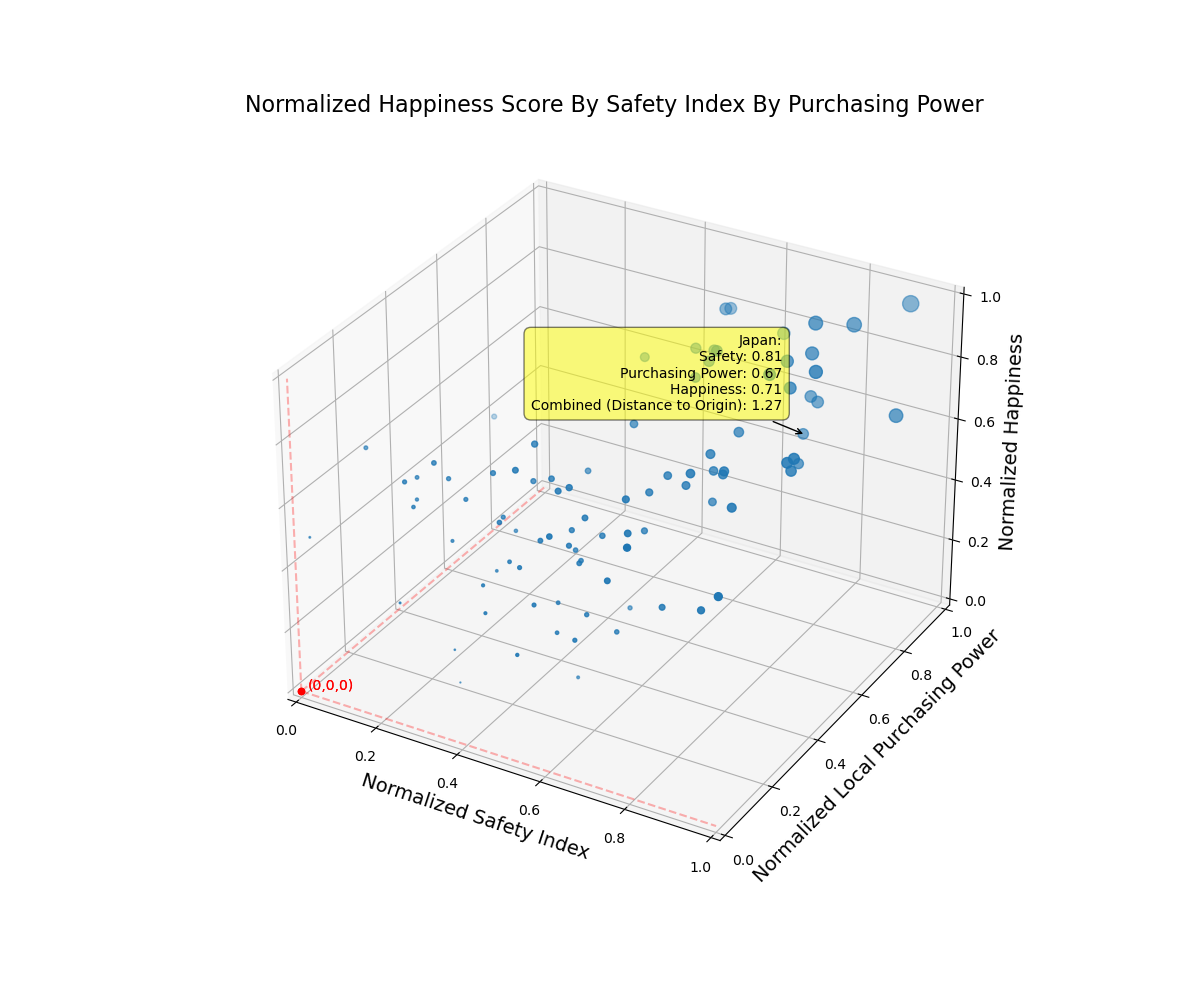 Normalized Happiness Score By Safety Index By Purchasing Power
Japan:
Safety: 0.81
Purchasing Power: 0.67
Happiness: 0.71
Combined (Distance to Origin): 1.27
(0,0,0)
0.0
0.2
0.4
0.6
0.8
1.0
Normalized Safety Index
0.0
0.2
0.4
0.6
0.8
1.0
Normalized Local Purchasing Power
0.0
0.2
0.4
0.6
0.8
1.0
Normalized Happiness